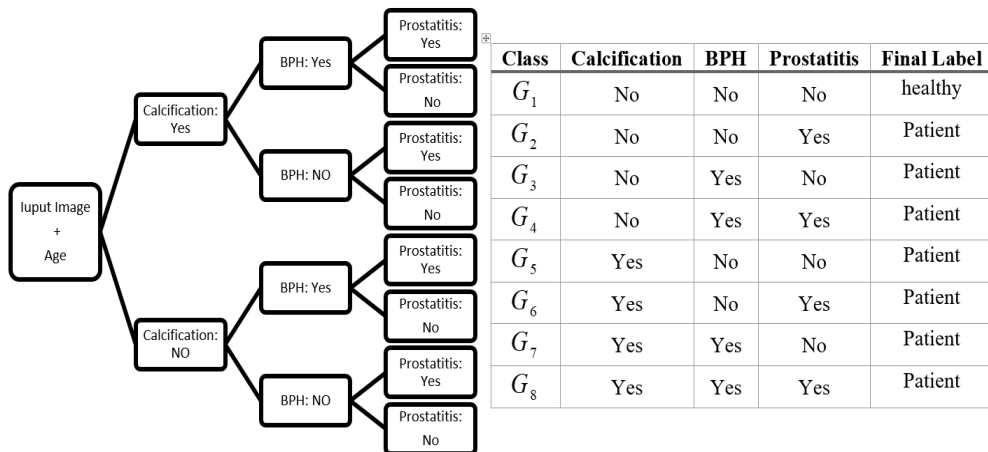 Iuput Image
+
Age
Calcification:
Yes
Calcification:
NO
BPH: Yes
BPH: NO
BPH: Yes
BPH: NO
Prostatitis:
Yes
Prostatitis:
No
Prostatitis:
Yes
Prostatitis:
No
Prostatitis:
Yes
Prostatitis:
No
Prostatitis:
Yes
Prostatitis:
No
Class Calcification BPH Prostatitis Final Label
G₁ No No No healthy
G₂ No No Yes Patient
G₃ No Yes No Patient
G₄ No Yes Yes Patient
G₅ Yes No No Patient
G₆ Yes No Yes Patient
G₇ Yes Yes No Patient
G₈ Yes Yes Yes Patient